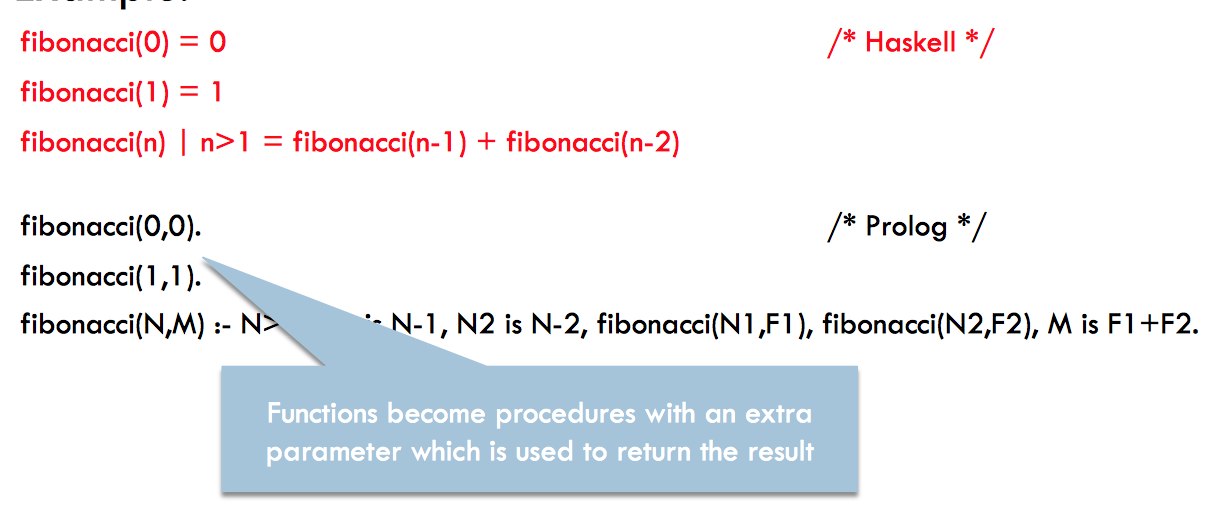 fibonacci(0) = 0 /* Haskell */
fibonacci(1) = 1
fibonacci(n) | n>1 = fibonacci(n-1) + fibonacci(n-2)
fibonacci(0,0). /* Prolog */
fibonacci(1,1).
fibonacci(N,M) :- N> is N-1, N2 is N-2, fibonacci(N1,F1), fibonacci(N2,F2), M is F1+F2.
Functions become procedures with an extra
parameter which is used to return the result